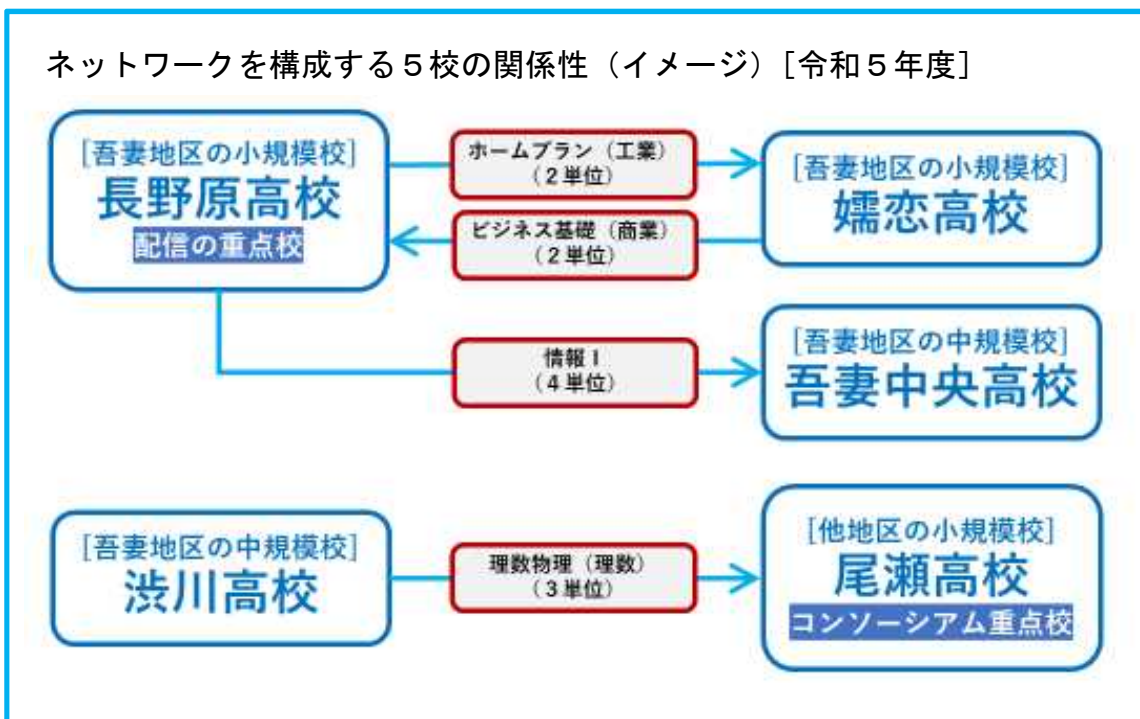 ネットワークを構成する５校の関係性（イメージ）［令和５年度］
［吾妻地区の小規模校］
長野原高校
配信の重点校
ホームプラン（工業）
（２単位）
ビジネス基礎（商業）
（２単位）
［吾妻地区の小規模校］
嬬恋高校
情報Ⅰ
（４単位）
［吾妻地区の中規模校］
吾妻中央高校
［吾妻地区の中規模校］
渋川高校
理数物理（理数）
（３単位）
［他地区の小規模校］
尾瀬高校
コンソーシアム重点校